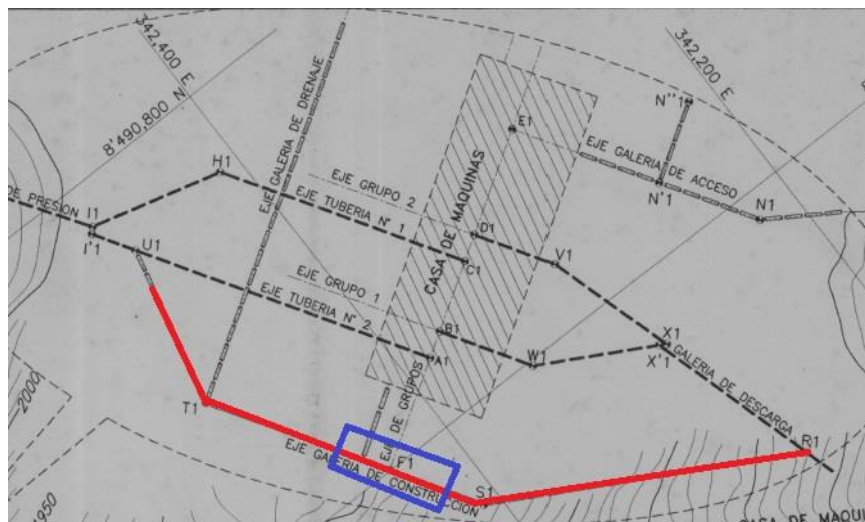 342,400 E
8'490,800 N
342,200 E
N''1
E1
EJE GALERIA DE DRENAJE
EJE GALERIA DE ACCESO
H1
EJE GRUPO 2
N'1
N1
DE PRESION
I1
I'1
U1
EJE TUBERIA N° 1
CASA DE MAQUINAS
D1
C1
V1
EJE GRUPO 1
EJE TUBERIA N° 2
B1
A1
W1
X1
X'1
GALERIA DE DESCARGA
EJE DE GRUPOS
2000
T1
F1
EJE GALERIA DE CONSTRUCCION
S1
R1
1950
CASA DE MAQU